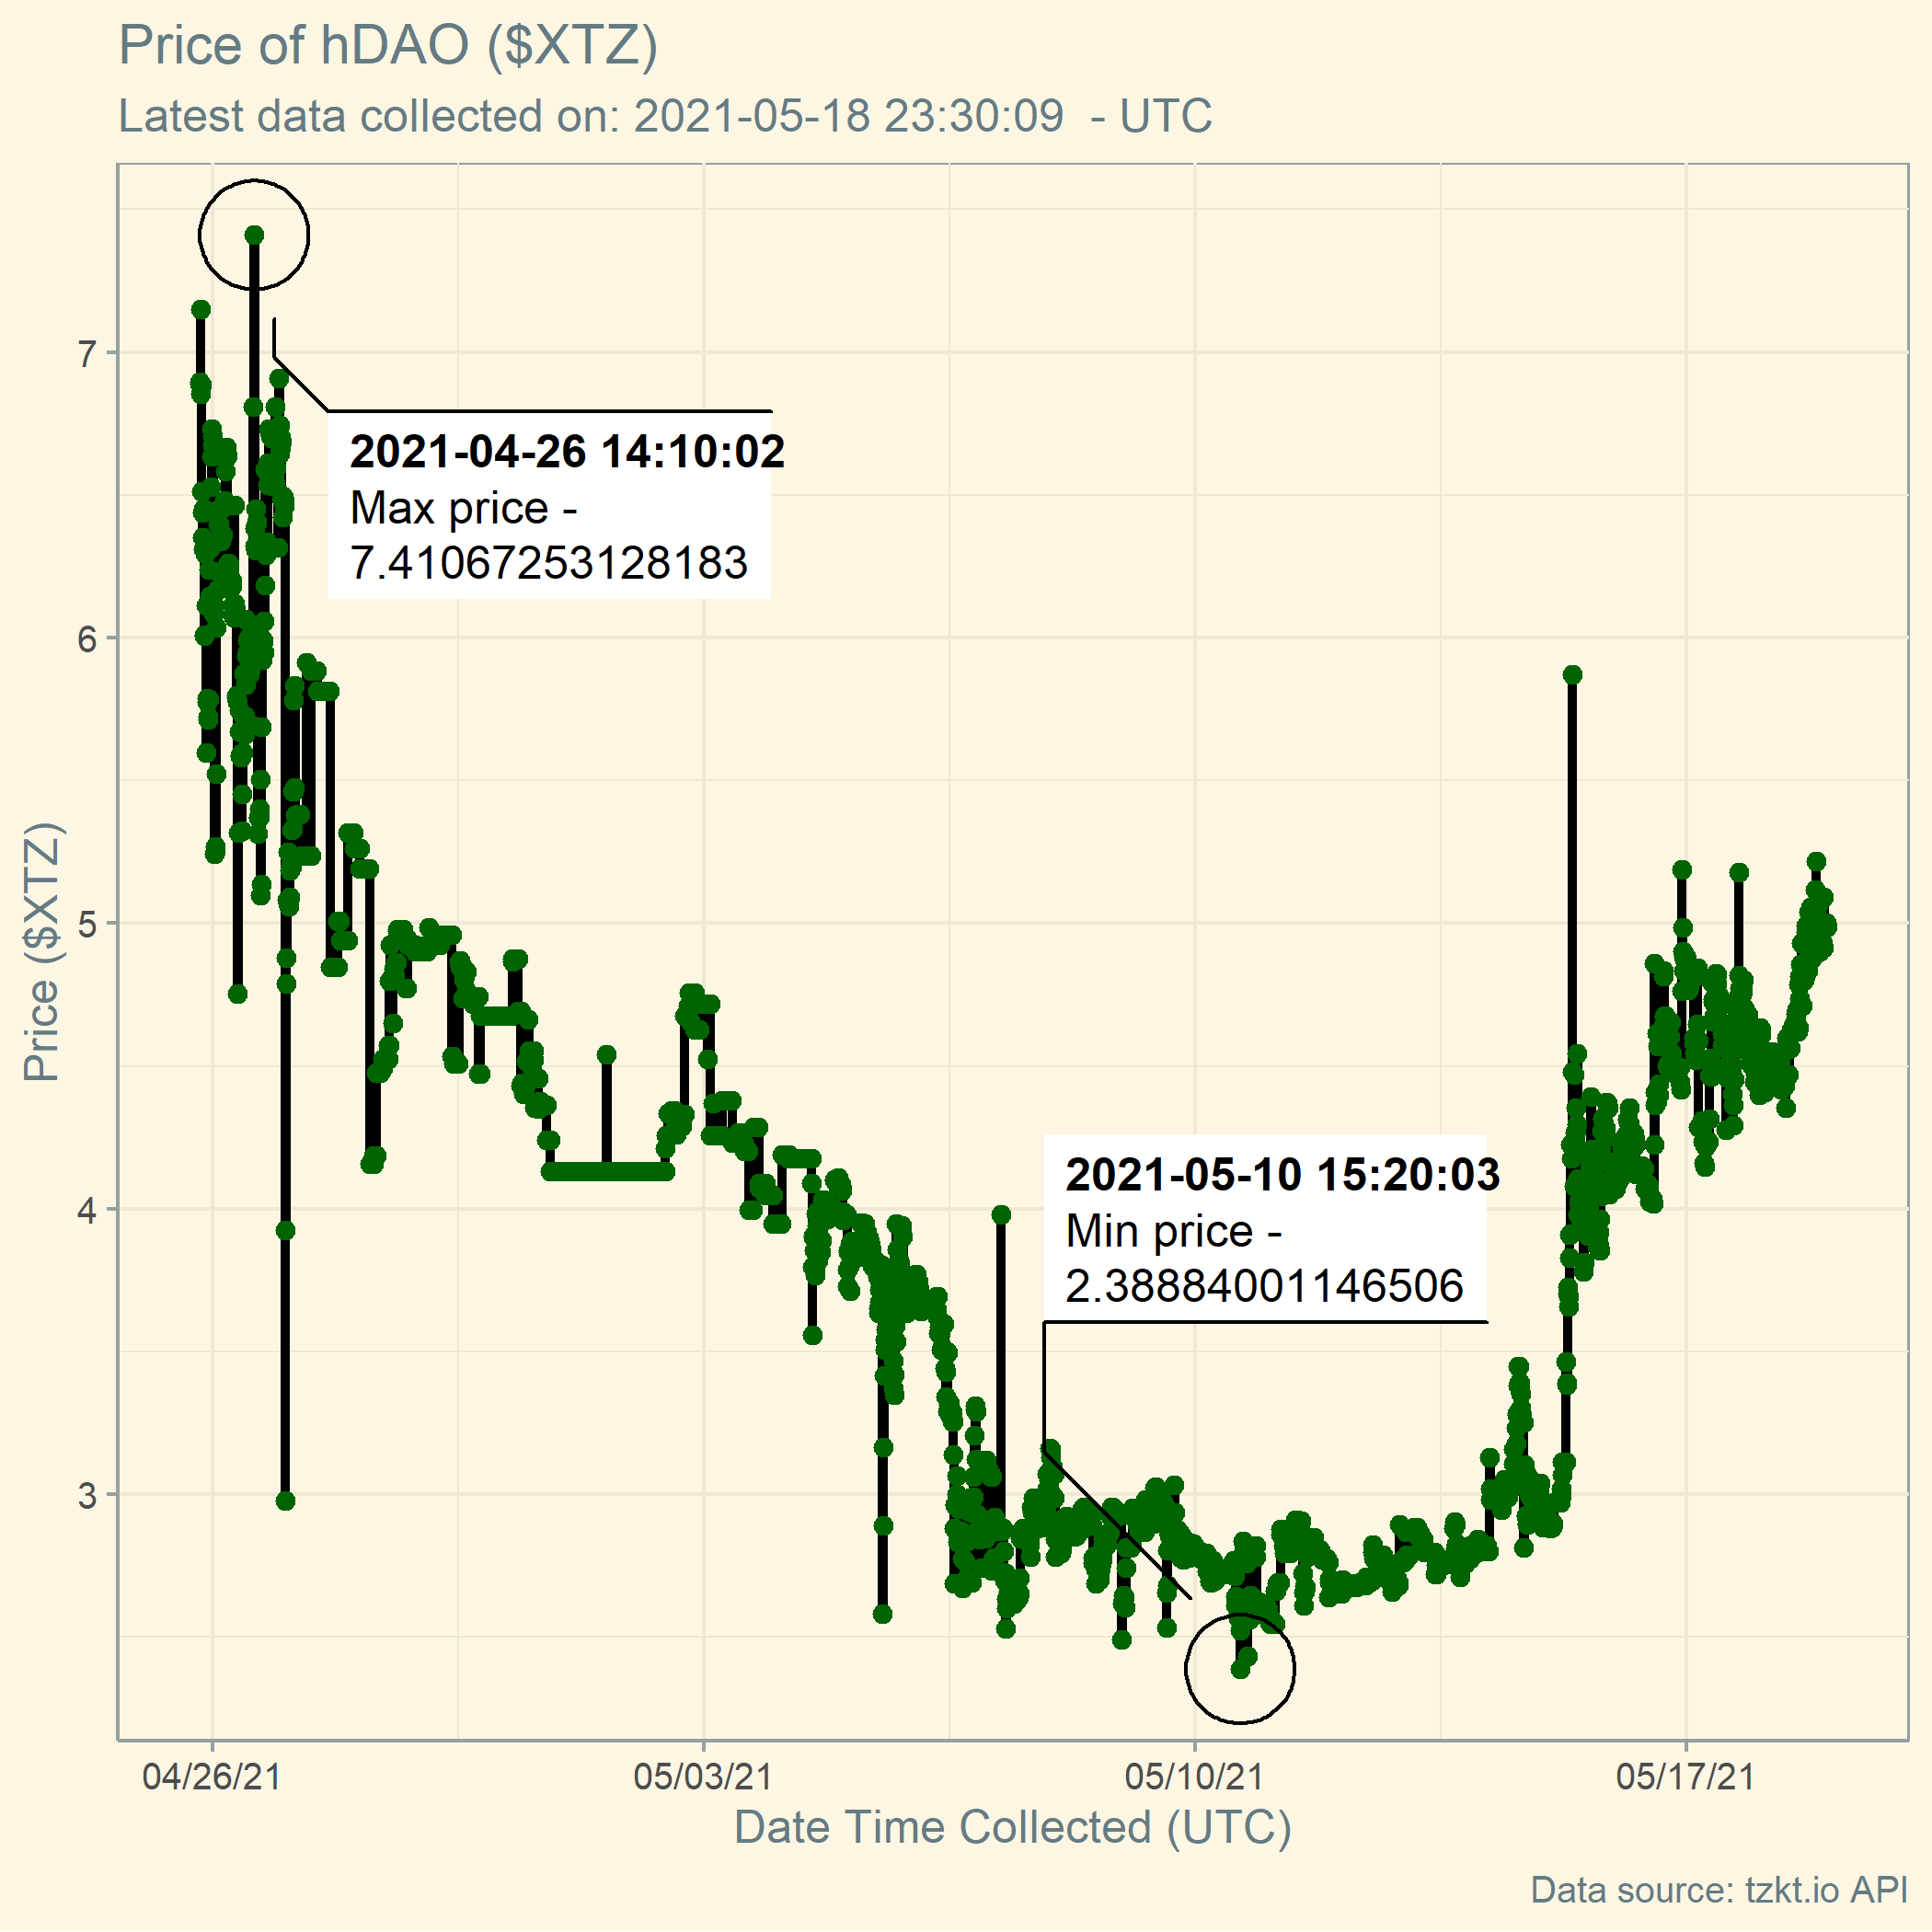 Price of hDAO ($XTZ)
Latest data collected on: 2021-05-18 23:30:09  - UTC
2021-04-26 14:10:02
Max price -
7.41067253128183
2021-05-10 15:20:03
Min price -
2.38884001146506
Price ($XTZ)
7
6
5
4
3
04/26/21
05/03/21
05/10/21
05/17/21
Date Time Collected (UTC)
Data source: tzkt.io API